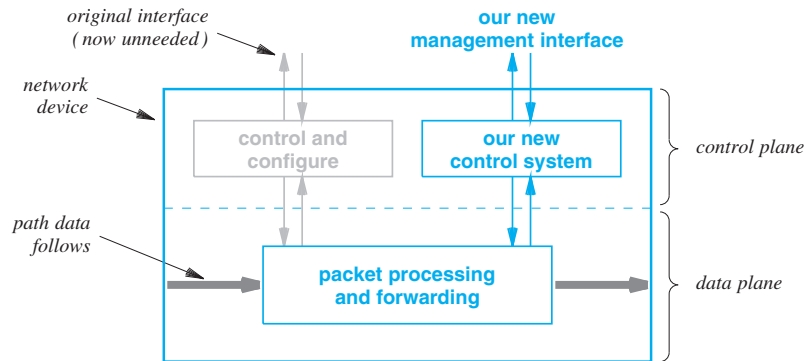 original interface
( now unneeded )
our new
management interface
network
device
control and
configure
our new
control system
control plane
path data
follows
packet processing
and forwarding
data plane